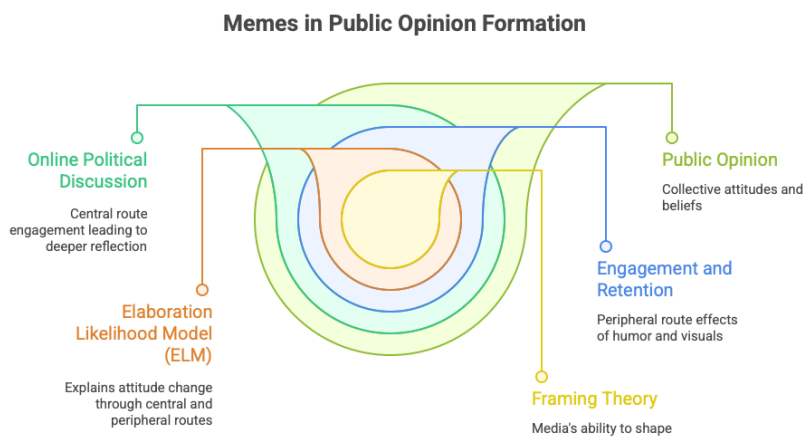 Memes in Public Opinion Formation
Online Political
Discussion
Central route
engagement leading to
deeper reflection
Public Opinion
Collective attitudes and
beliefs
Elaboration
Likelihood Model
(ELM)
Explains attitude change
through central and
peripheral routes
Engagement and
Retention
Peripheral route effects
of humor and visuals
Framing Theory
Media's ability to shape